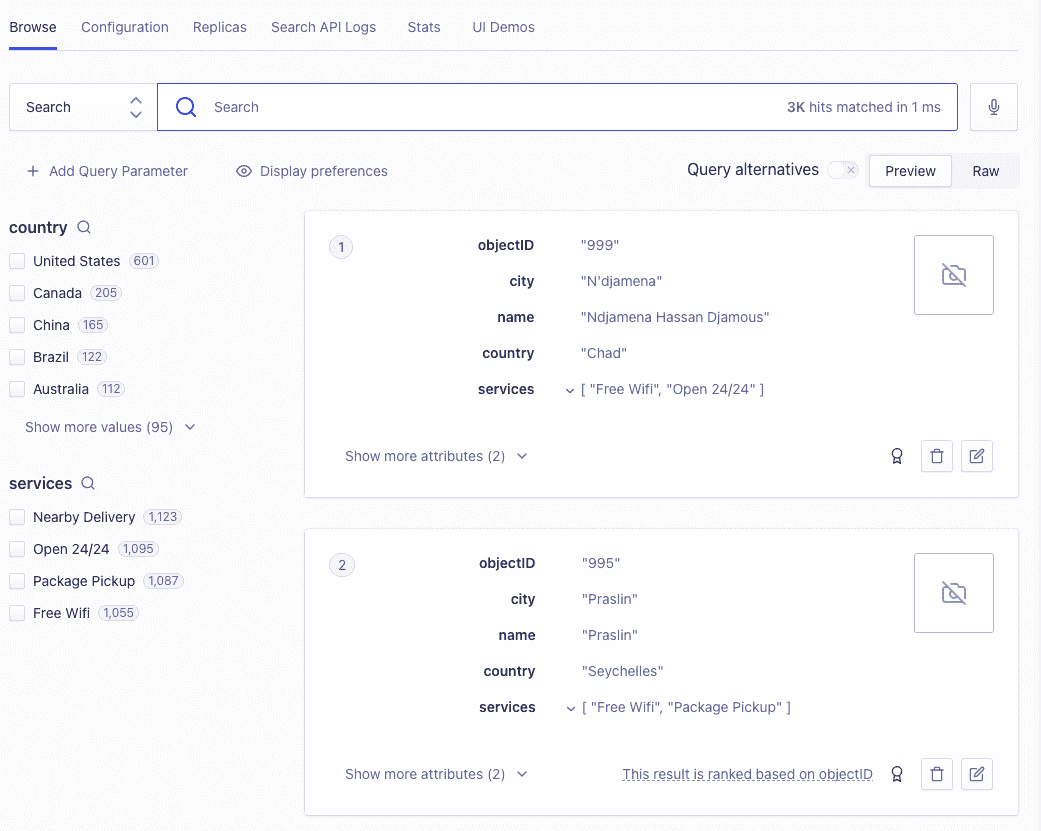 Browse Configuration Replicas Search API Logs Stats UI Demos
Search Search 3K hits matched in 1 ms
Add Query Parameter Display preferences Query alternatives Preview Raw
country
United States 601
Canada 205
China 165
Brazil 122
Australia 112
Show more values (95)
services
Nearby Delivery 1,123
Open 24/24 1,095
Package Pickup 1,087
Free Wifi 1,055
1
objectID "999"
city "N'djamena"
name "Ndjamena Hassan Djamous"
country "Chad"
services [ "Free Wifi", "Open 24/24" ]
Show more attributes (2)
2
objectID "995"
city "Praslin"
name "Praslin"
country "Seychelles"
services [ "Free Wifi", "Package Pickup" ]
Show more attributes (2) This result is ranked based on objectID